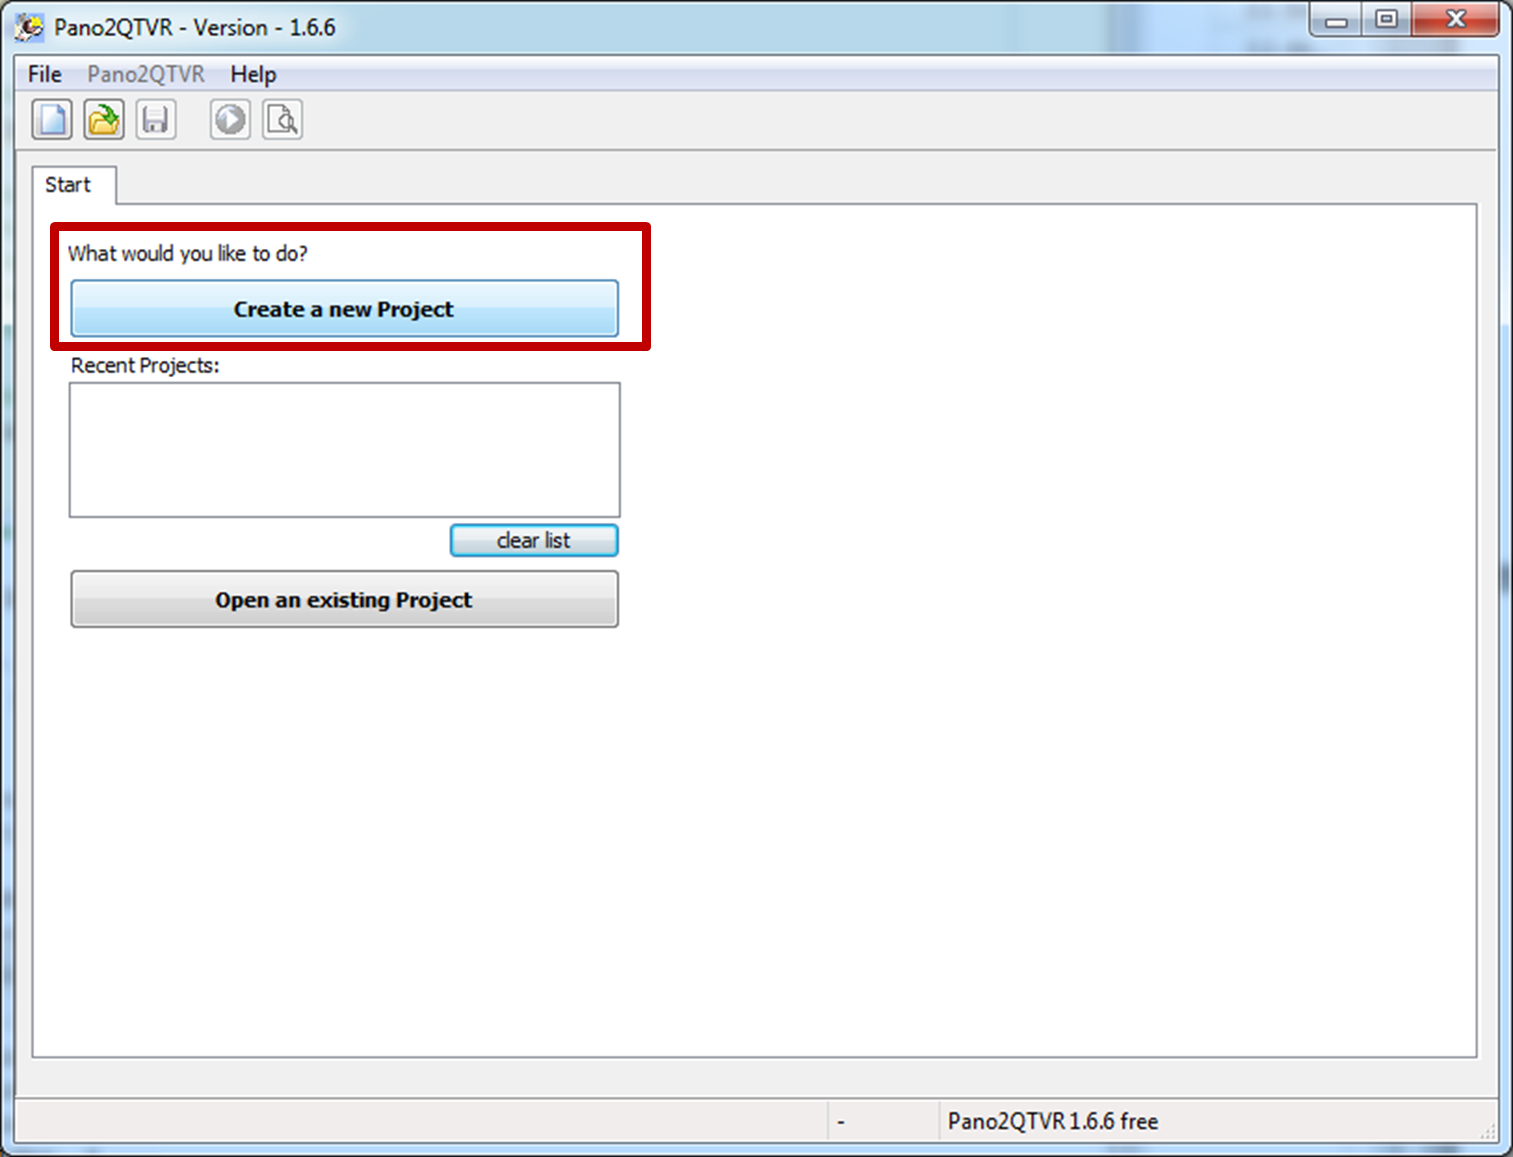 Pano2QTVR - Version - 1.6.6
File Pano2QTVR Help
Start
What would you like to do?
Create a new Project
Recent Projects:
clear list
Open an existing Project
- Pano2QTVR 1.6.6 free